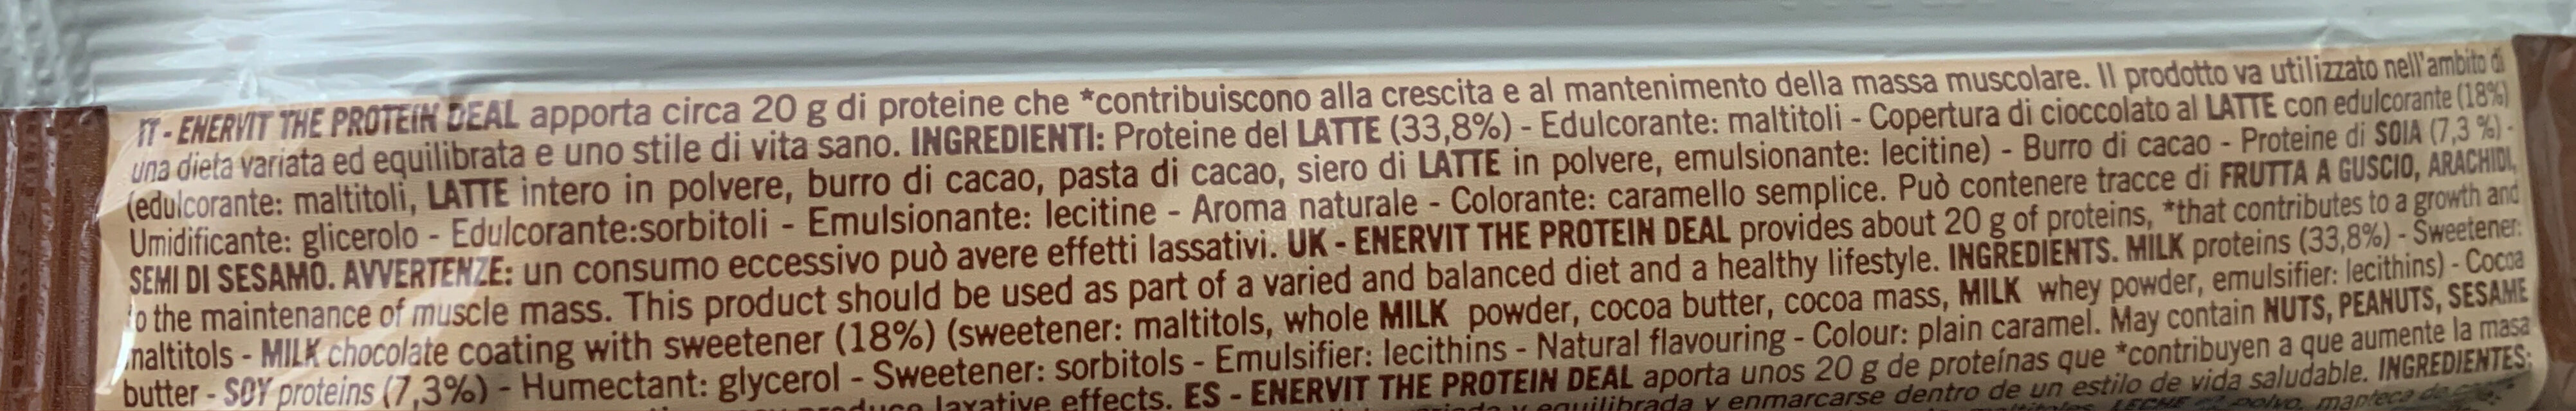 IT - ENERVIT THE PROTEIN DEAL apporta circa 20 g di proteine che *contribuiscono alla crescita e al mantenimento della massa muscolare. Il prodotto va utilizzato nell'ambito di
una dieta variata ed equilibrata e uno stile di vita sano. INGREDIENTI: Proteine del LATTE (33,8%) - Edulcorante: maltitoli - Copertura di cioccolato al LATTE con edulcorante (18%)
(edulcorante: maltitoli, LATTE intero in polvere, burro di cacao, pasta di cacao, siero di LATTE in polvere, emulsionante: lecitine) - Burro di cacao - Proteine di SOIA (7,3 %) -
Umidificante: glicerolo - Edulcorante:sorbitoli - Emulsionante: lecitine - Aroma naturale - Colorante: caramello semplice. Può contenere tracce di FRUTTA A GUSCIO, ARACHIDI,
SEMI DI SESAMO. AVVERTENZE: un consumo eccessivo può avere effetti lassativi. UK - ENERVIT THE PROTEIN DEAL provides about 20 g of proteins, *that contributes to a growth and
to the maintenance of muscle mass. This product should be used as part of a varied and balanced diet and a healthy lifestyle. INGREDIENTS. MILK proteins (33,8%) - Sweetener:
maltitols - MILK chocolate coating with sweetener (18%) (sweetener: maltitols, whole MILK powder, cocoa butter, cocoa mass, MILK whey powder, emulsifier: lecithins) - Cocoa
butter - SOY proteins (7,3%) - Humectant: glycerol - Sweetener: sorbitols - Emulsifier: lecithins - Natural flavouring - Colour: plain caramel. May contain NUTS, PEANUTS, SESAME
laxative effects. ES - ENERVIT THE PROTEIN DEAL aporta unos 20 g de proteínas que *contribuyen a que aumente la masa
equilibrada y enmarcarse dentro de un estilo de vida saludable. INGREDIENTES:
LECHE polvo, manteca de